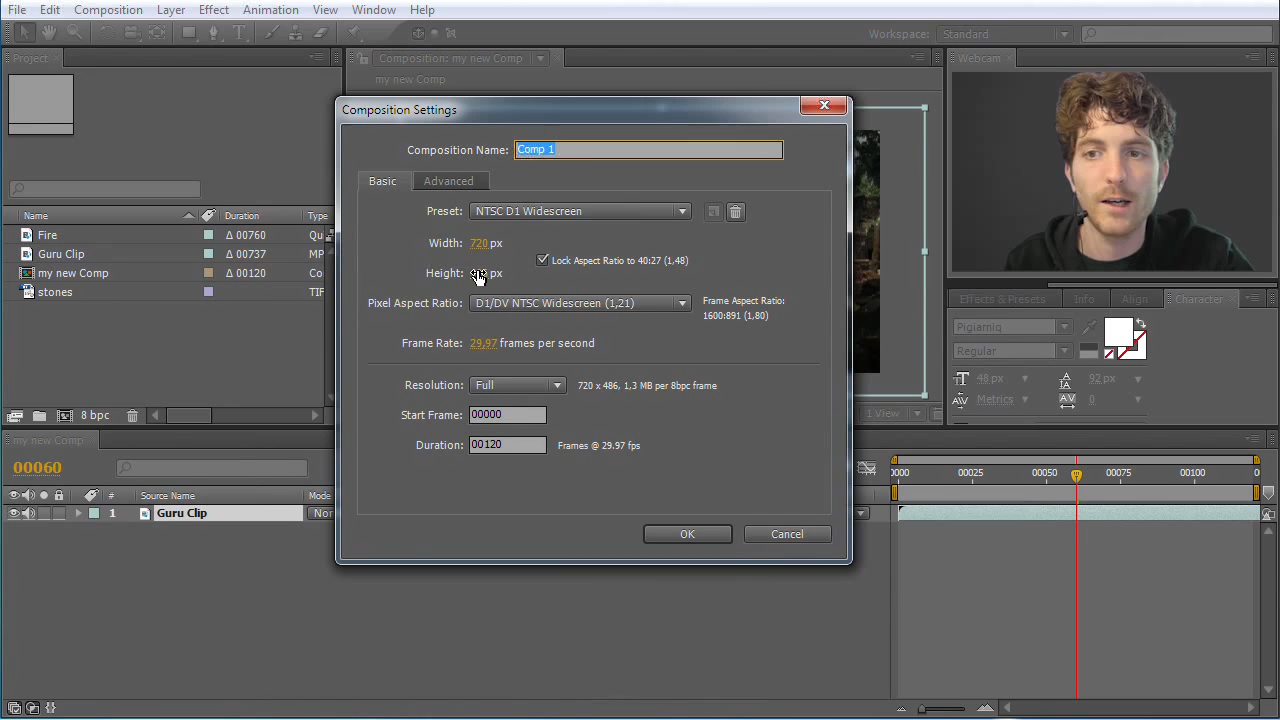 File Edit Composition Layer Effect Animation View Window Help
Workspace: Standard
Project
Composition: my new Comp
Webcam
my new Comp
Composition Settings
Composition Name: Comp 1
Basic Advanced
Preset: NTSC D1 Widescreen
Width: 720 px
Lock Aspect Ratio to 40:27 (1,48)
Height: px
Pixel Aspect Ratio: D1/DV NTSC Widescreen (1,21)
Frame Aspect Ratio:
1600:891 (1,80)
Frame Rate: 29,97 frames per second
Resolution: Full 720 x 486, 1,3 MB per 8bpc frame
Start Frame: 00000
Duration: 00120 Frames @ 29.97 fps
OK Cancel
Name Duration Type
Fire Δ 00760 Qu
Guru Clip Δ 00737 MP
my new Comp Δ 00120 Co
stones TIF
8 bpc
Effects & Presets Info Align Character
Pigiarniq
Regular
48 px 92 px
Metrics 0
1 View
my new Comp
00060
# Source Name Mode
1 Guru Clip Nor
0000 00025 00050 00075 00100 0